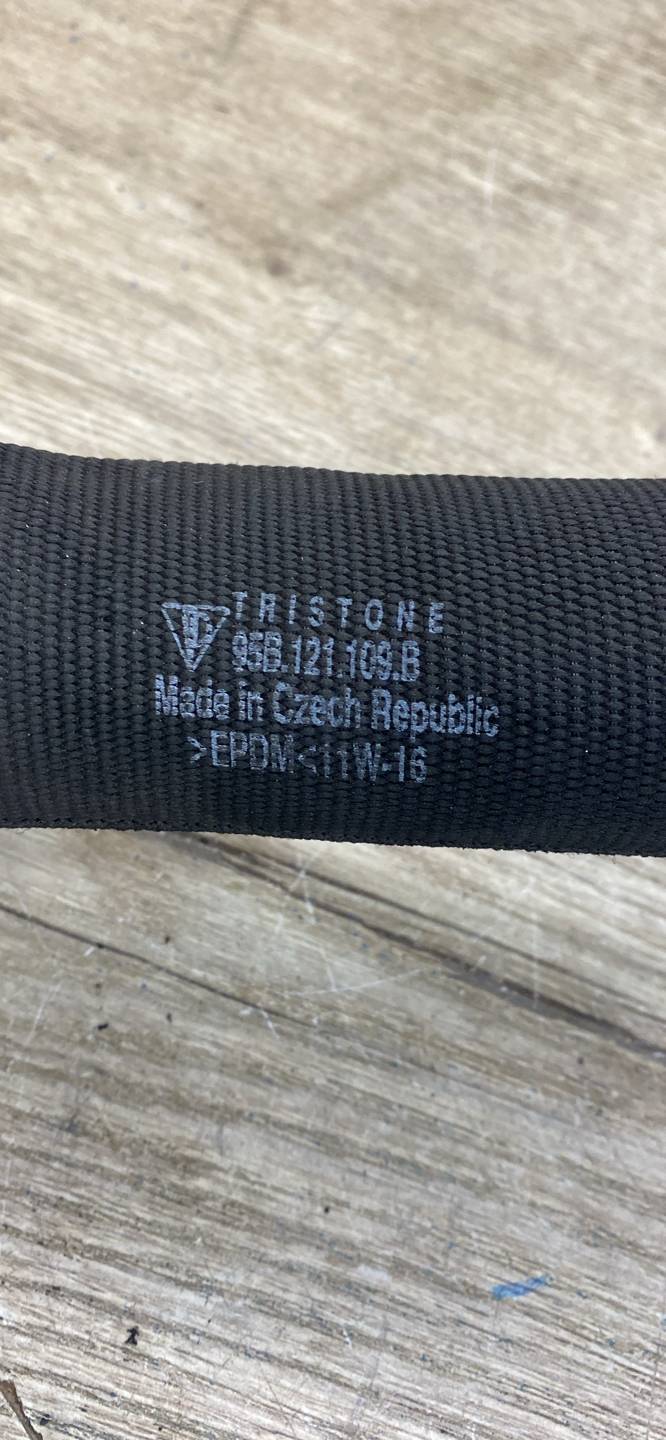 TRISTONE
95B.121.109.B
Made in Czech Republic
>EPDM<11W-16